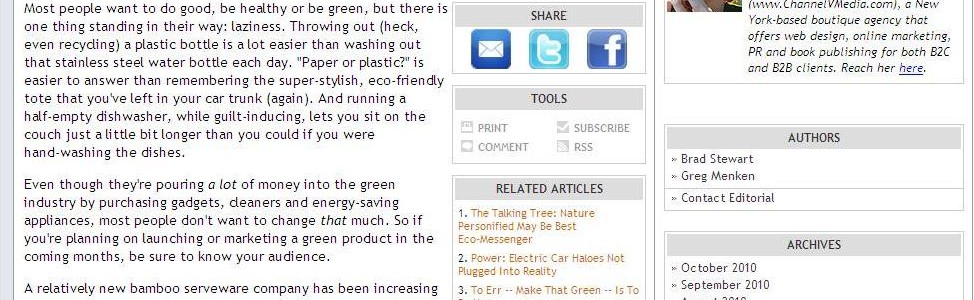 Most people want to do good, be healthy or be green, but there is
one thing standing in their way: laziness. Throwing out (heck,
even recycling) a plastic bottle is a lot easier than washing out
that stainless steel water bottle each day. "Paper or plastic?" is
easier to answer than remembering the super-stylish, eco-friendly
tote that you've left in your car trunk (again). And running a
half-empty dishwasher, while guilt-inducing, lets you sit on the
couch just a little bit longer than you could if you were
hand-washing the dishes.
Even though they're pouring a lot of money into the green
industry by purchasing gadgets, cleaners and energy-saving
appliances, most people don't want to change that much. So if
you're planning on launching or marketing a green product in the
coming months, be sure to know your audience.
A relatively new bamboo serveware company has been increasing
SHARE
TOOLS
PRINT
SUBSCRIBE
COMMENT
RSS
RELATED ARTICLES
1. The Talking Tree: Nature
Personified May Be Best
Eco-Messenger
2. Power: Electric Car Haloes Not
Plugged Into Reality
3. To Err -- Make That Green -- Is To
(www.ChannelVMedia.com), a New
York-based boutique agency that
offers web design, online marketing,
PR and book publishing for both B2C
and B2B clients. Reach her here.
AUTHORS
» Brad Stewart
» Greg Menken
» Contact Editorial
ARCHIVES
» October 2010
» September 2010